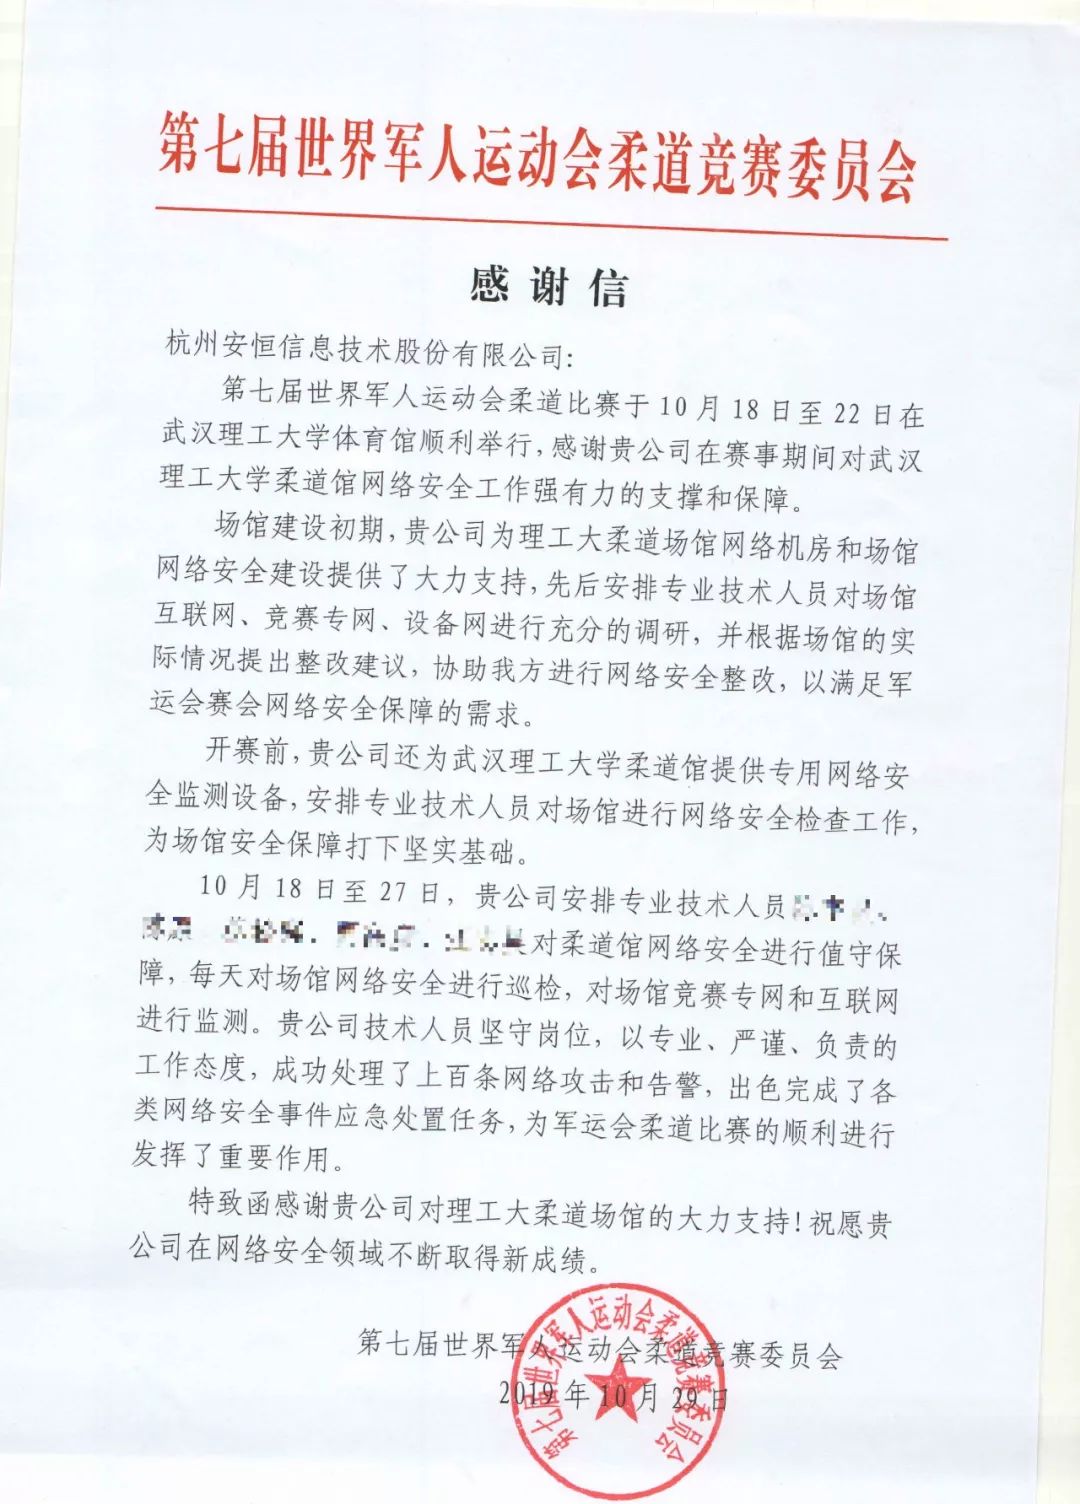 第七届世界军人运动会柔道竞赛委员会
感谢信
杭州安恒信息技术股份有限公司:
第七届世界军人运动会柔道比赛于10月18日至22日在
武汉理工大学体育馆顺利举行,感谢贵公司在赛事期间对武汉
理工大学柔道馆网络安全工作强有力的支撑和保障。
场馆建设初期,贵公司为理工大柔道场馆网络机房和场馆
网络安全建设提供了大力支持,先后安排专业技术人员对场馆
互联网、竞赛专网、设备网进行充分的调研,并根据场馆的实
际情况提出整改建议,协助我方进行网络安全整改,以满足军
运会赛会网络安全保障的需求。
开赛前,贵公司还为武汉理工大学柔道馆提供专用网络安
全监测设备,安排专业技术人员对场馆进行网络安全检查工作,
为场馆安全保障打下坚实基础。
10月18日至27日,贵公司安排专业技术人员
对柔道馆网络安全进行值守保
障,每天对场馆网络安全进行巡检,对场馆竞赛专网和互联网
进行监测。贵公司技术人员坚守岗位,以专业、严谨、负责的
工作态度,成功处理了上百条网络攻击和告警,出色完成了各
类网络安全事件应急处置任务,为军运会柔道比赛的顺利进行
发挥了重要作用。
特致函感谢贵公司对理工大柔道场馆的大力支持!祝愿贵
公司在网络安全领域不断取得新成绩。
第七届世界军人运动会柔道竞赛委员会
2019年10月29日
第七届世界军人运动会柔道竞赛委员会